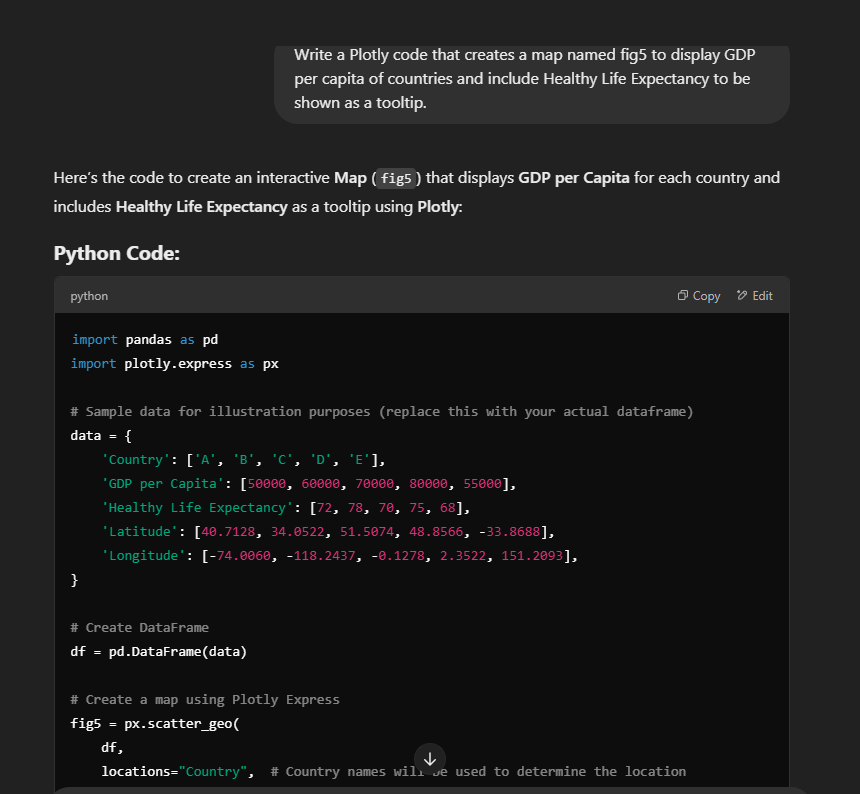 Write a Plotly code that creates a map named fig5 to display GDP
per capita of countries and include Healthy Life Expectancy to be
shown as a tooltip.
Here's the code to create an interactive Map (fig5) that displays GDP per Capita for each country and
includes Healthy Life Expectancy as a tooltip using Plotly:
Python Code:
python
Copy
Edit
import pandas as pd
import plotly.express as px
# Sample data for illustration purposes (replace this with your actual dataframe)
data = {
    'Country': ['A', 'B', 'C', 'D', 'E'],
    'GDP per Capita': [50000, 60000, 70000, 80000, 55000],
    'Healthy Life Expectancy': [72, 78, 70, 75, 68],
    'Latitude': [40.7128, 34.0522, 51.5074, 48.8566, -33.8688],
    'Longitude': [-74.0060, -118.2437, -0.1278, 2.3522, 151.2093],
}
# Create DataFrame
df = pd.DataFrame(data)
# Create a map using Plotly Express
fig5 = px.scatter_geo(
    df,
    locations="Country",  # Country names will be used to determine the location